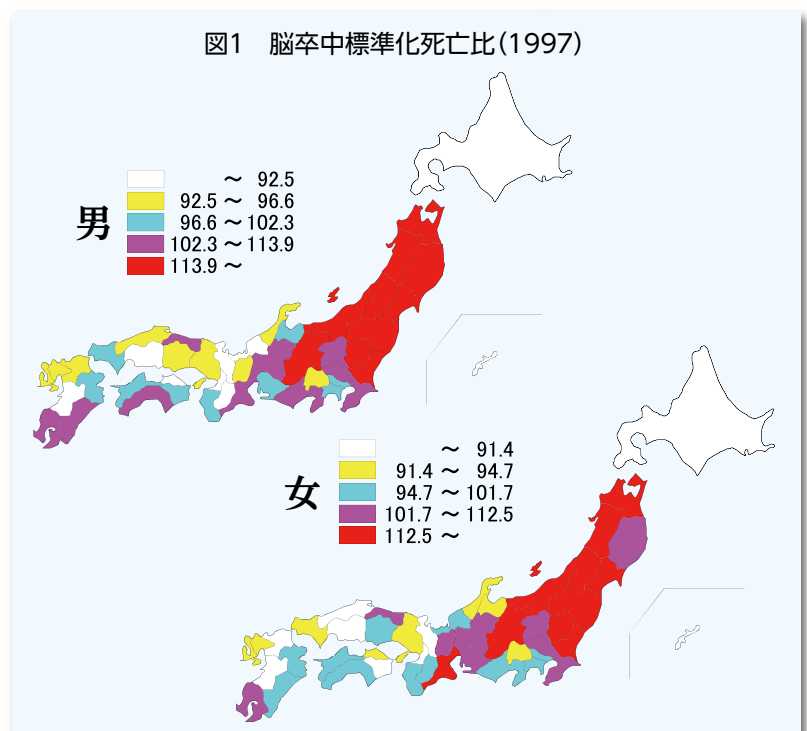 図1　脳卒中標準化死亡比(1997)
男
～ 92.5
92.5 ～ 96.6
96.6 ～ 102.3
102.3 ～ 113.9
113.9 ～
女
～ 91.4
91.4 ～ 94.7
94.7 ～ 101.7
101.7 ～ 112.5
112.5 ～